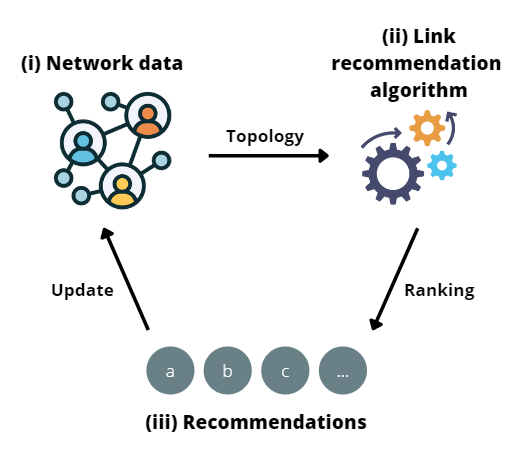 (ii) Link
recommendation
algorithm
(i) Network data
Topology
Update
Ranking
a b c ...
(iii) Recommendations